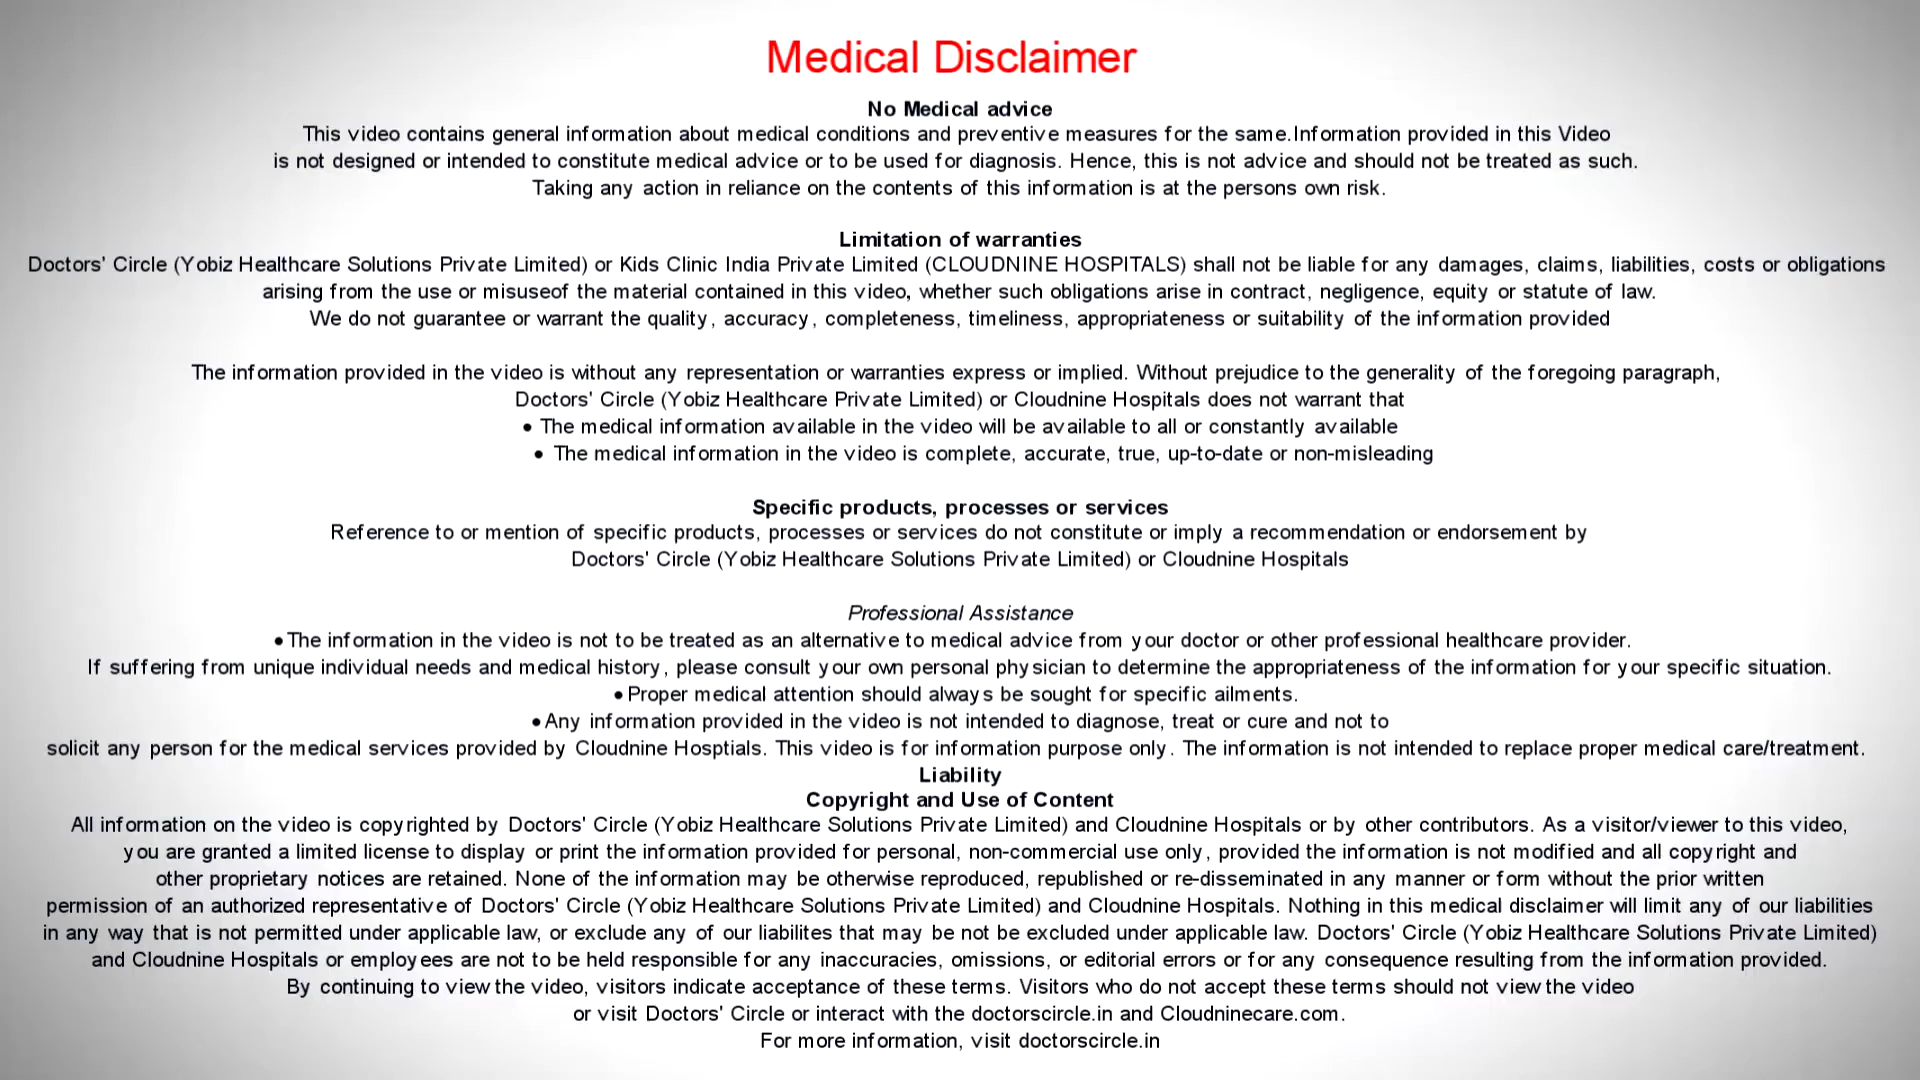 Medical Disclaimer
No Medical advice
This video contains general information about medical conditions and preventive measures for the same.Information provided in this Video
is not designed or intended to constitute medical advice or to be used for diagnosis. Hence, this is not advice and should not be treated as such.
Taking any action in reliance on the contents of this information is at the persons own risk.
Limitation of warranties
Doctors' Circle (Yobiz Healthcare Solutions Private Limited) or Kids Clinic India Private Limited (CLOUDNINE HOSPITALS) shall not be liable for any damages, claims, liabilities, costs or obligations
arising from the use or misuseof the material contained in this video, whether such obligations arise in contract, negligence, equity or statute of law.
We do not guarantee or warrant the quality, accuracy, completeness, timeliness, appropriateness or suitability of the information provided
The information provided in the video is without any representation or warranties express or implied. Without prejudice to the generality of the foregoing paragraph,
Doctors' Circle (Yobiz Healthcare Private Limited) or Cloudnine Hospitals does not warrant that
• The medical information available in the video will be available to all or constantly available
• The medical information in the video is complete, accurate, true, up-to-date or non-misleading
Specific products, processes or services
Reference to or mention of specific products, processes or services do not constitute or imply a recommendation or endorsement by
Doctors' Circle (Yobiz Healthcare Solutions Private Limited) or Cloudnine Hospitals
Professional Assistance
• The information in the video is not to be treated as an alternative to medical advice from your doctor or other professional healthcare provider.
If suffering from unique individual needs and medical history, please consult your own personal physician to determine the appropriateness of the information for your specific situation.
• Proper medical attention should always be sought for specific ailments.
• Any information provided in the video is not intended to diagnose, treat or cure and not to
solicit any person for the medical services provided by Cloudnine Hosptials. This video is for information purpose only. The information is not intended to replace proper medical care/treatment.
Liability
Copyright and Use of Content
All information on the video is copyrighted by Doctors' Circle (Yobiz Healthcare Solutions Private Limited) and Cloudnine Hospitals or by other contributors. As a visitor/viewer to this video,
you are granted a limited license to display or print the information provided for personal, non-commercial use only, provided the information is not modified and all copyright and
other proprietary notices are retained. None of the information may be otherwise reproduced, republished or re-disseminated in any manner or form without the prior written
permission of an authorized representative of Doctors' Circle (Yobiz Healthcare Solutions Private Limited) and Cloudnine Hospitals. Nothing in this medical disclaimer will limit any of our liabilities
in any way that is not permitted under applicable law, or exclude any of our liabilites that may be not be excluded under applicable law. Doctors' Circle (Yobiz Healthcare Solutions Private Limited)
and Cloudnine Hospitals or employees are not to be held responsible for any inaccuracies, omissions, or editorial errors or for any consequence resulting from the information provided.
By continuing to view the video, visitors indicate acceptance of these terms. Visitors who do not accept these terms should not view the video
or visit Doctors' Circle or interact with the doctorscircle.in and Cloudninecare.com.
For more information, visit doctorscircle.in